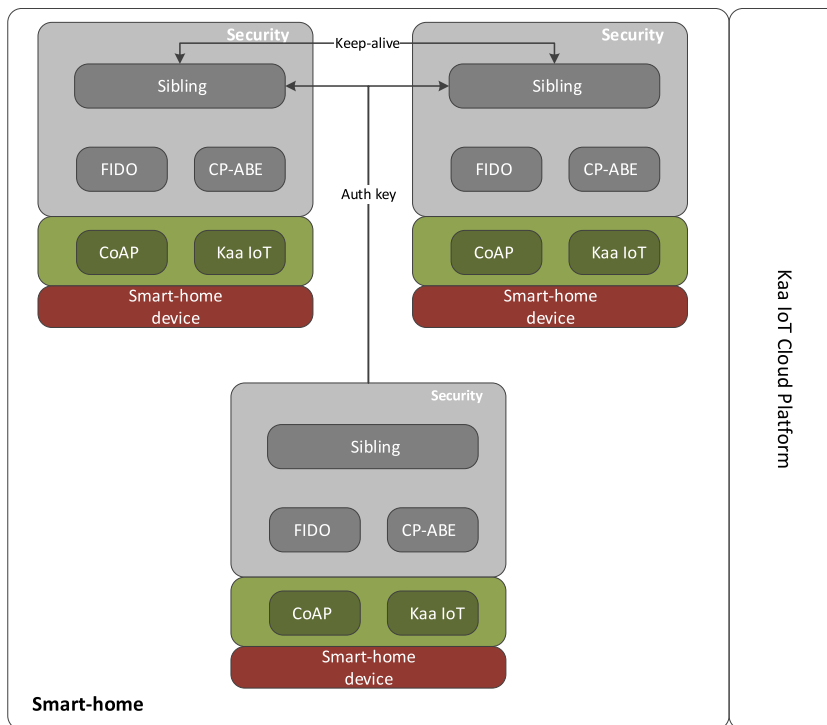 Security
Security
Keep-alive
Sibling
Sibling
FIDO
CP-ABE
FIDO
CP-ABE
Auth key
CoAP
Kaa IoT
CoAP
Kaa IoT
Smart-home
device
Smart-home
device
Kaa IoT Cloud Platform
Security
Sibling
FIDO
CP-ABE
CoAP
Kaa IoT
Smart-home
device
Smart-home